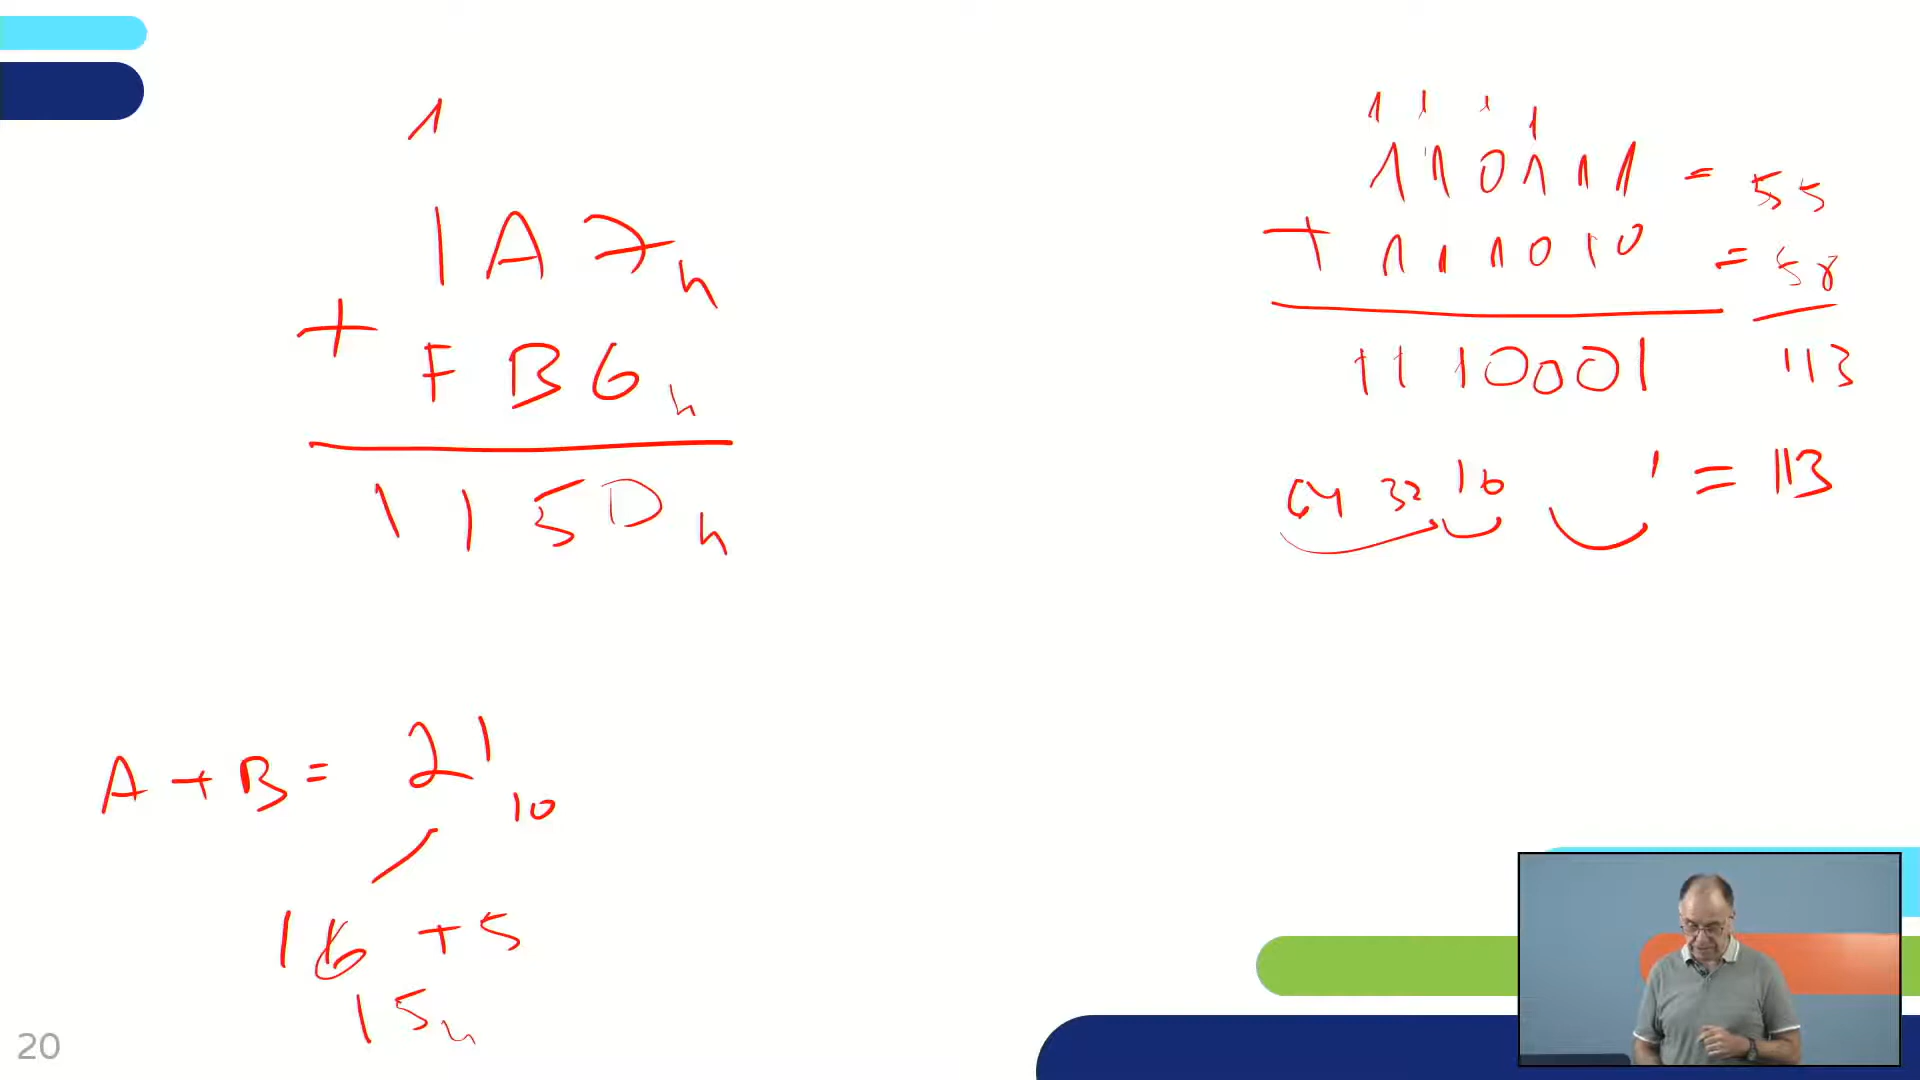 1
1A7h
+ FB6h
115Dh
A + B = 21 10
16 + 5
15h
1 1 1 1
110111 = 55
+ 111010 = 58
1110001 113
64 32 16 1 = 113
20